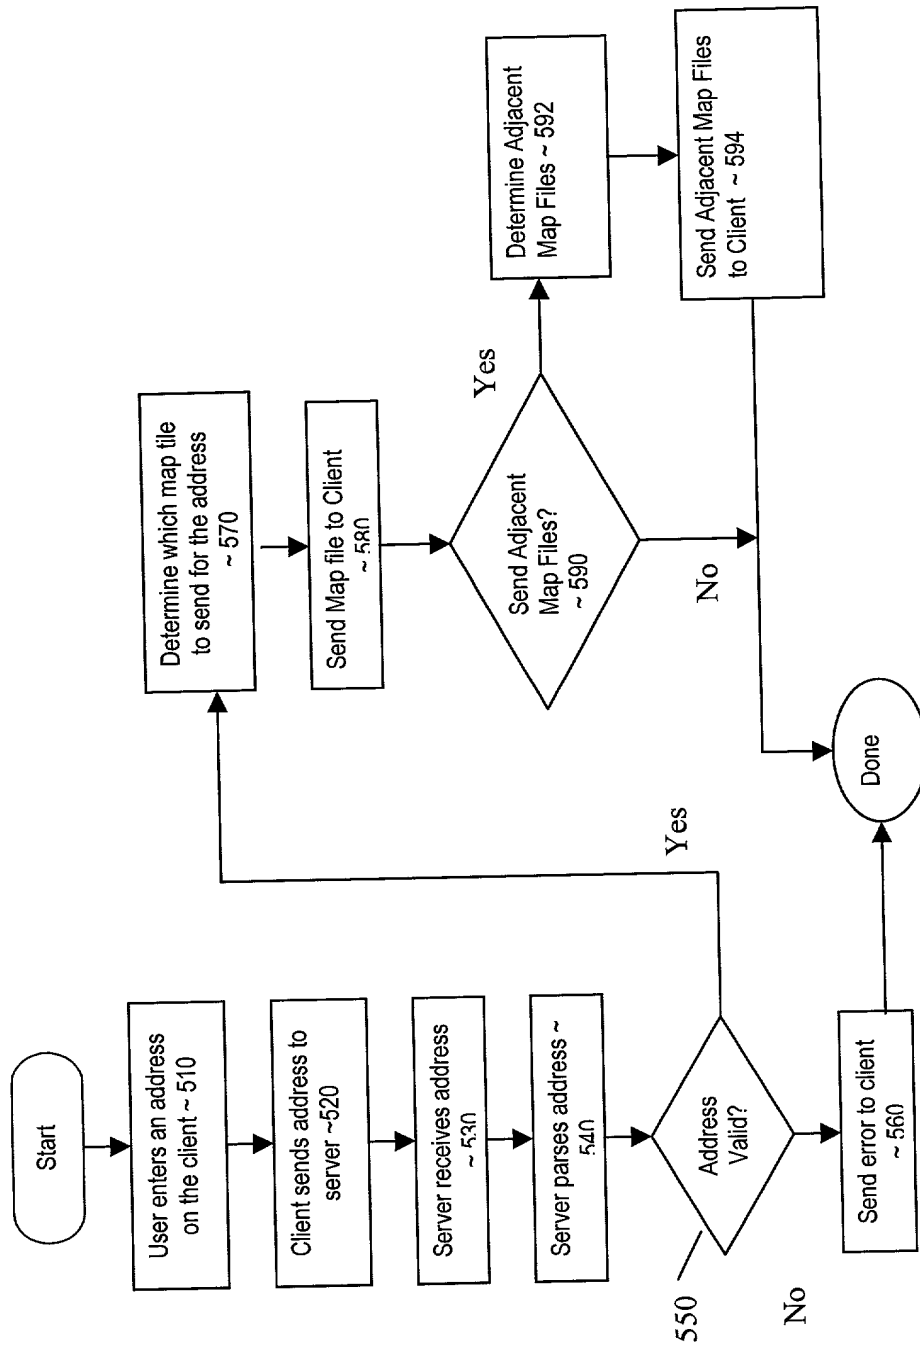 Start
User enters an address
on the client ~ 510
Client sends address to
server ~520
Server receives address
~ 530
Server parses address ~
540
Address
Valid?
550
No
Send error to client
~ 560
Yes
Determine which map tile
to send for the address
~ 570
Send Map file to Client
~ 580
Send Adjacent
Map Files?
~ 590
Yes
No
Determine Adjacent
Map Files ~ 592
Send Adjacent Map Files
to Client ~ 594
Done